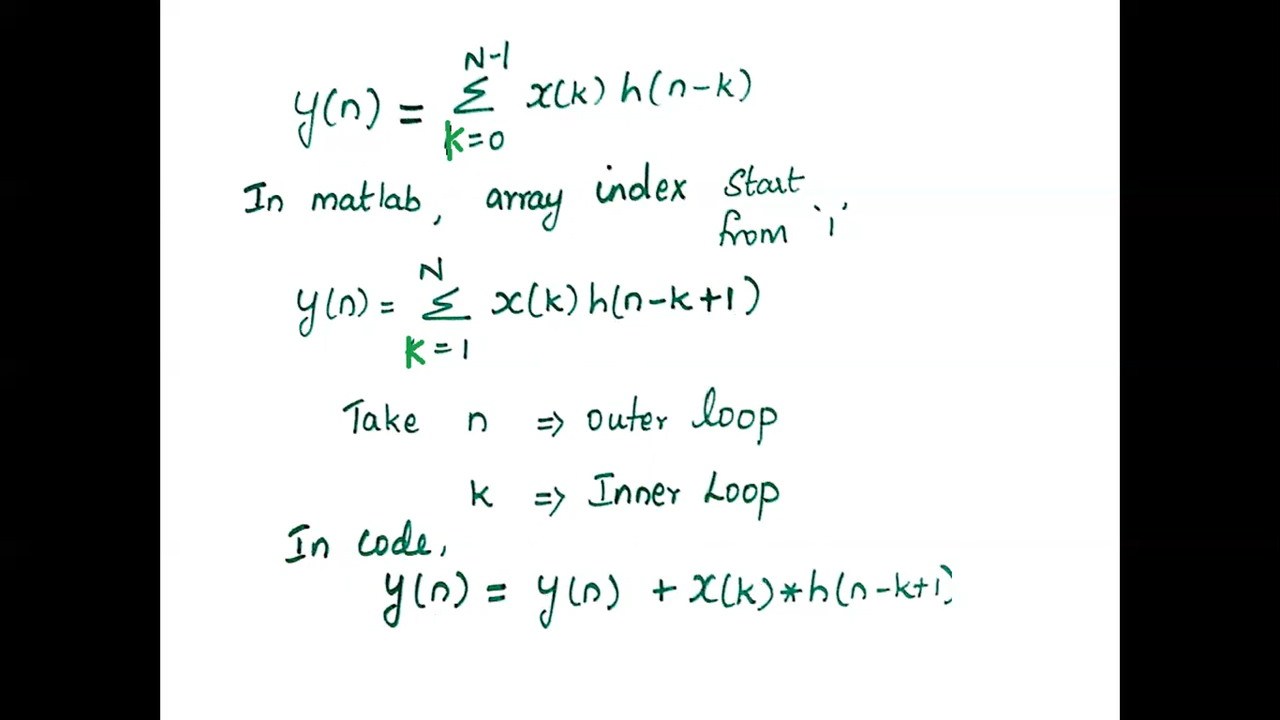 N-1
y(n) = Σ x(k) h(n-k)
k=0
In matlab, array index start
from '1'
N
y(n) = Σ x(k) h(n-k+1)
k=1
Take n => outer loop
k => Inner Loop
In code,
y(n) = y(n) + x(k)*h(n-k+1)